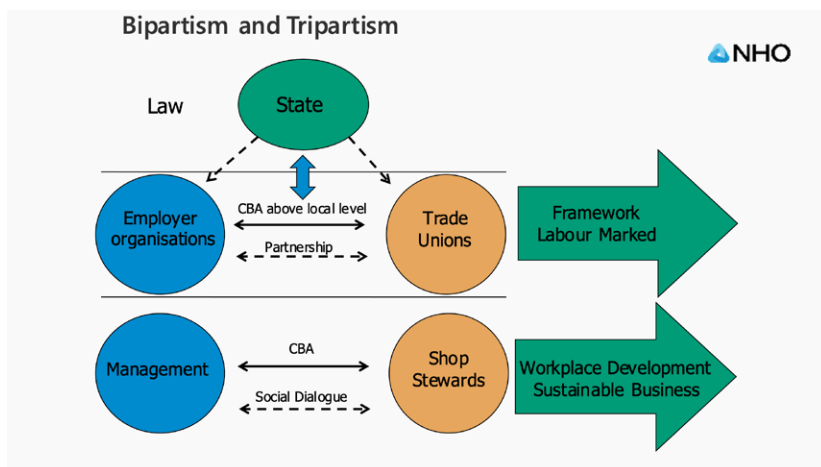 Bipartism and Tripartism
NHO
Law
State
CBA above local level
Employer
organisations
Trade
Unions
Partnership
Framework
Labour Marked
CBA
Management
Shop
Stewards
Social Dialogue
Workplace Development
Sustainable Business